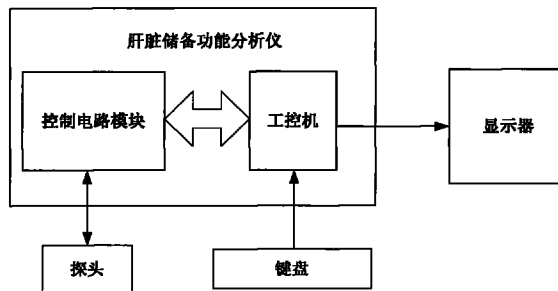 肝脏储备功能分析仪
控制电路模块
工控机
显示器
探头
键盘